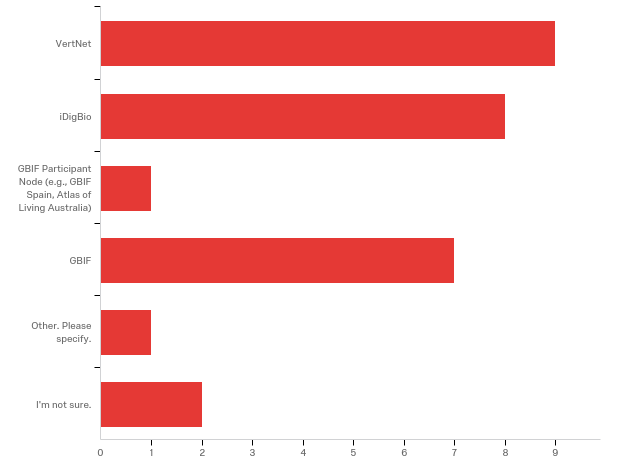 VertNet
iDigBio
GBIF Participant
Node (e.g., GBIF
Spain, Atlas of
Living Australia)
GBIF
Other. Please
specify.
I'm not sure.
0 1 2 3 4 5 6 7 8 9